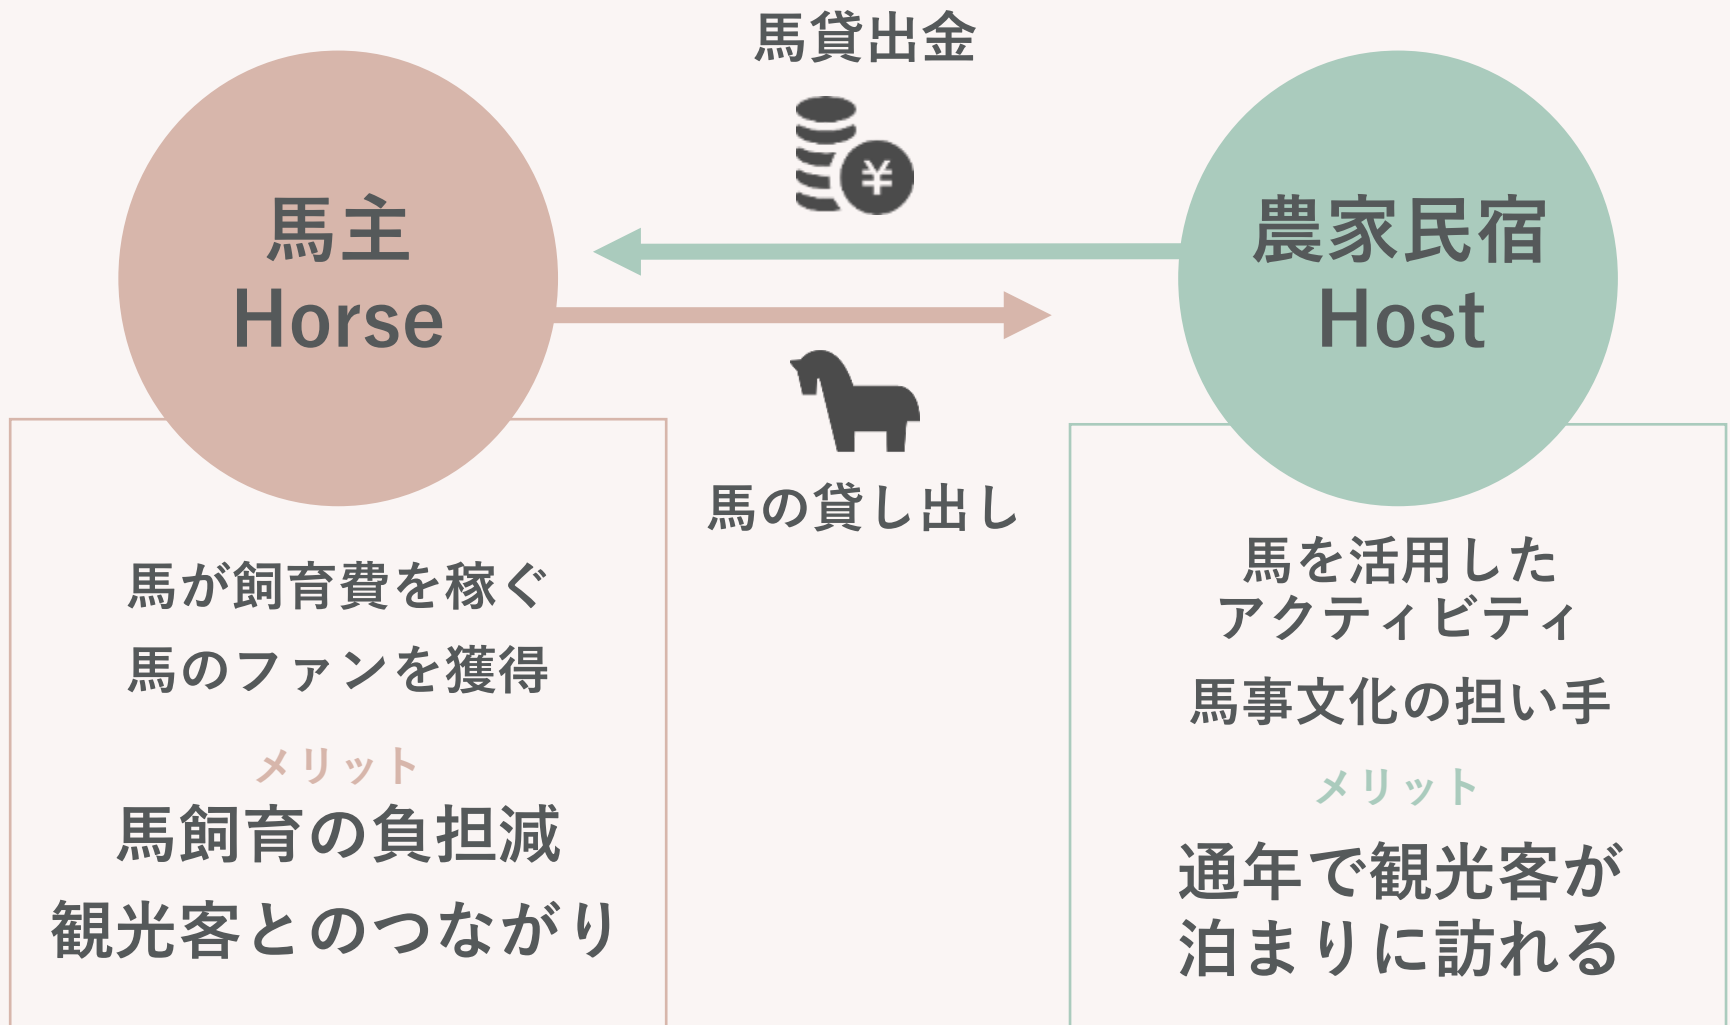 馬貸出金
¥
馬主
Horse
農家民宿
Host
馬の貸し出し
馬が飼育費を稼ぐ
馬のファンを獲得
メリット
馬飼育の負担減
観光客とのつながり
馬を活用した
アクティビティ
馬事文化の担い手
メリット
通年で観光客が
泊まりに訪れる